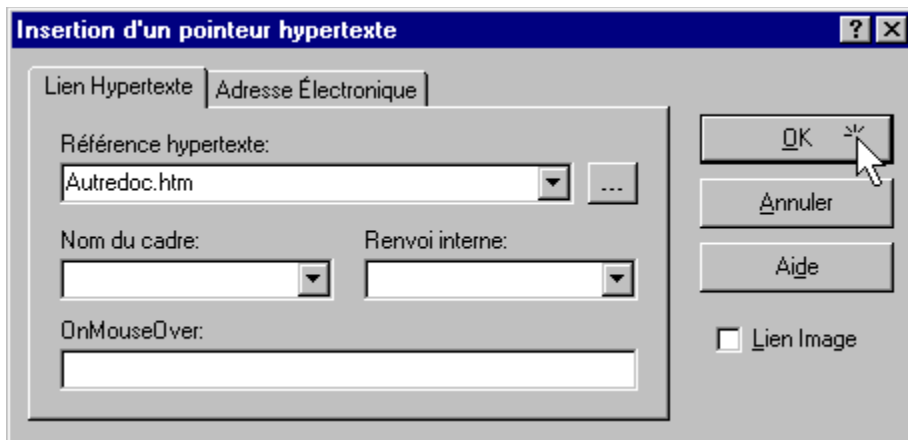 Insertion d'un pointeur hypertexte
Lien Hypertexte Adresse Électronique
Référence hypertexte:
Autredoc.htm ...
Nom du cadre: Renvoi interne:
OnMouseOver:
OK
Annuler
Aide
Lien Image